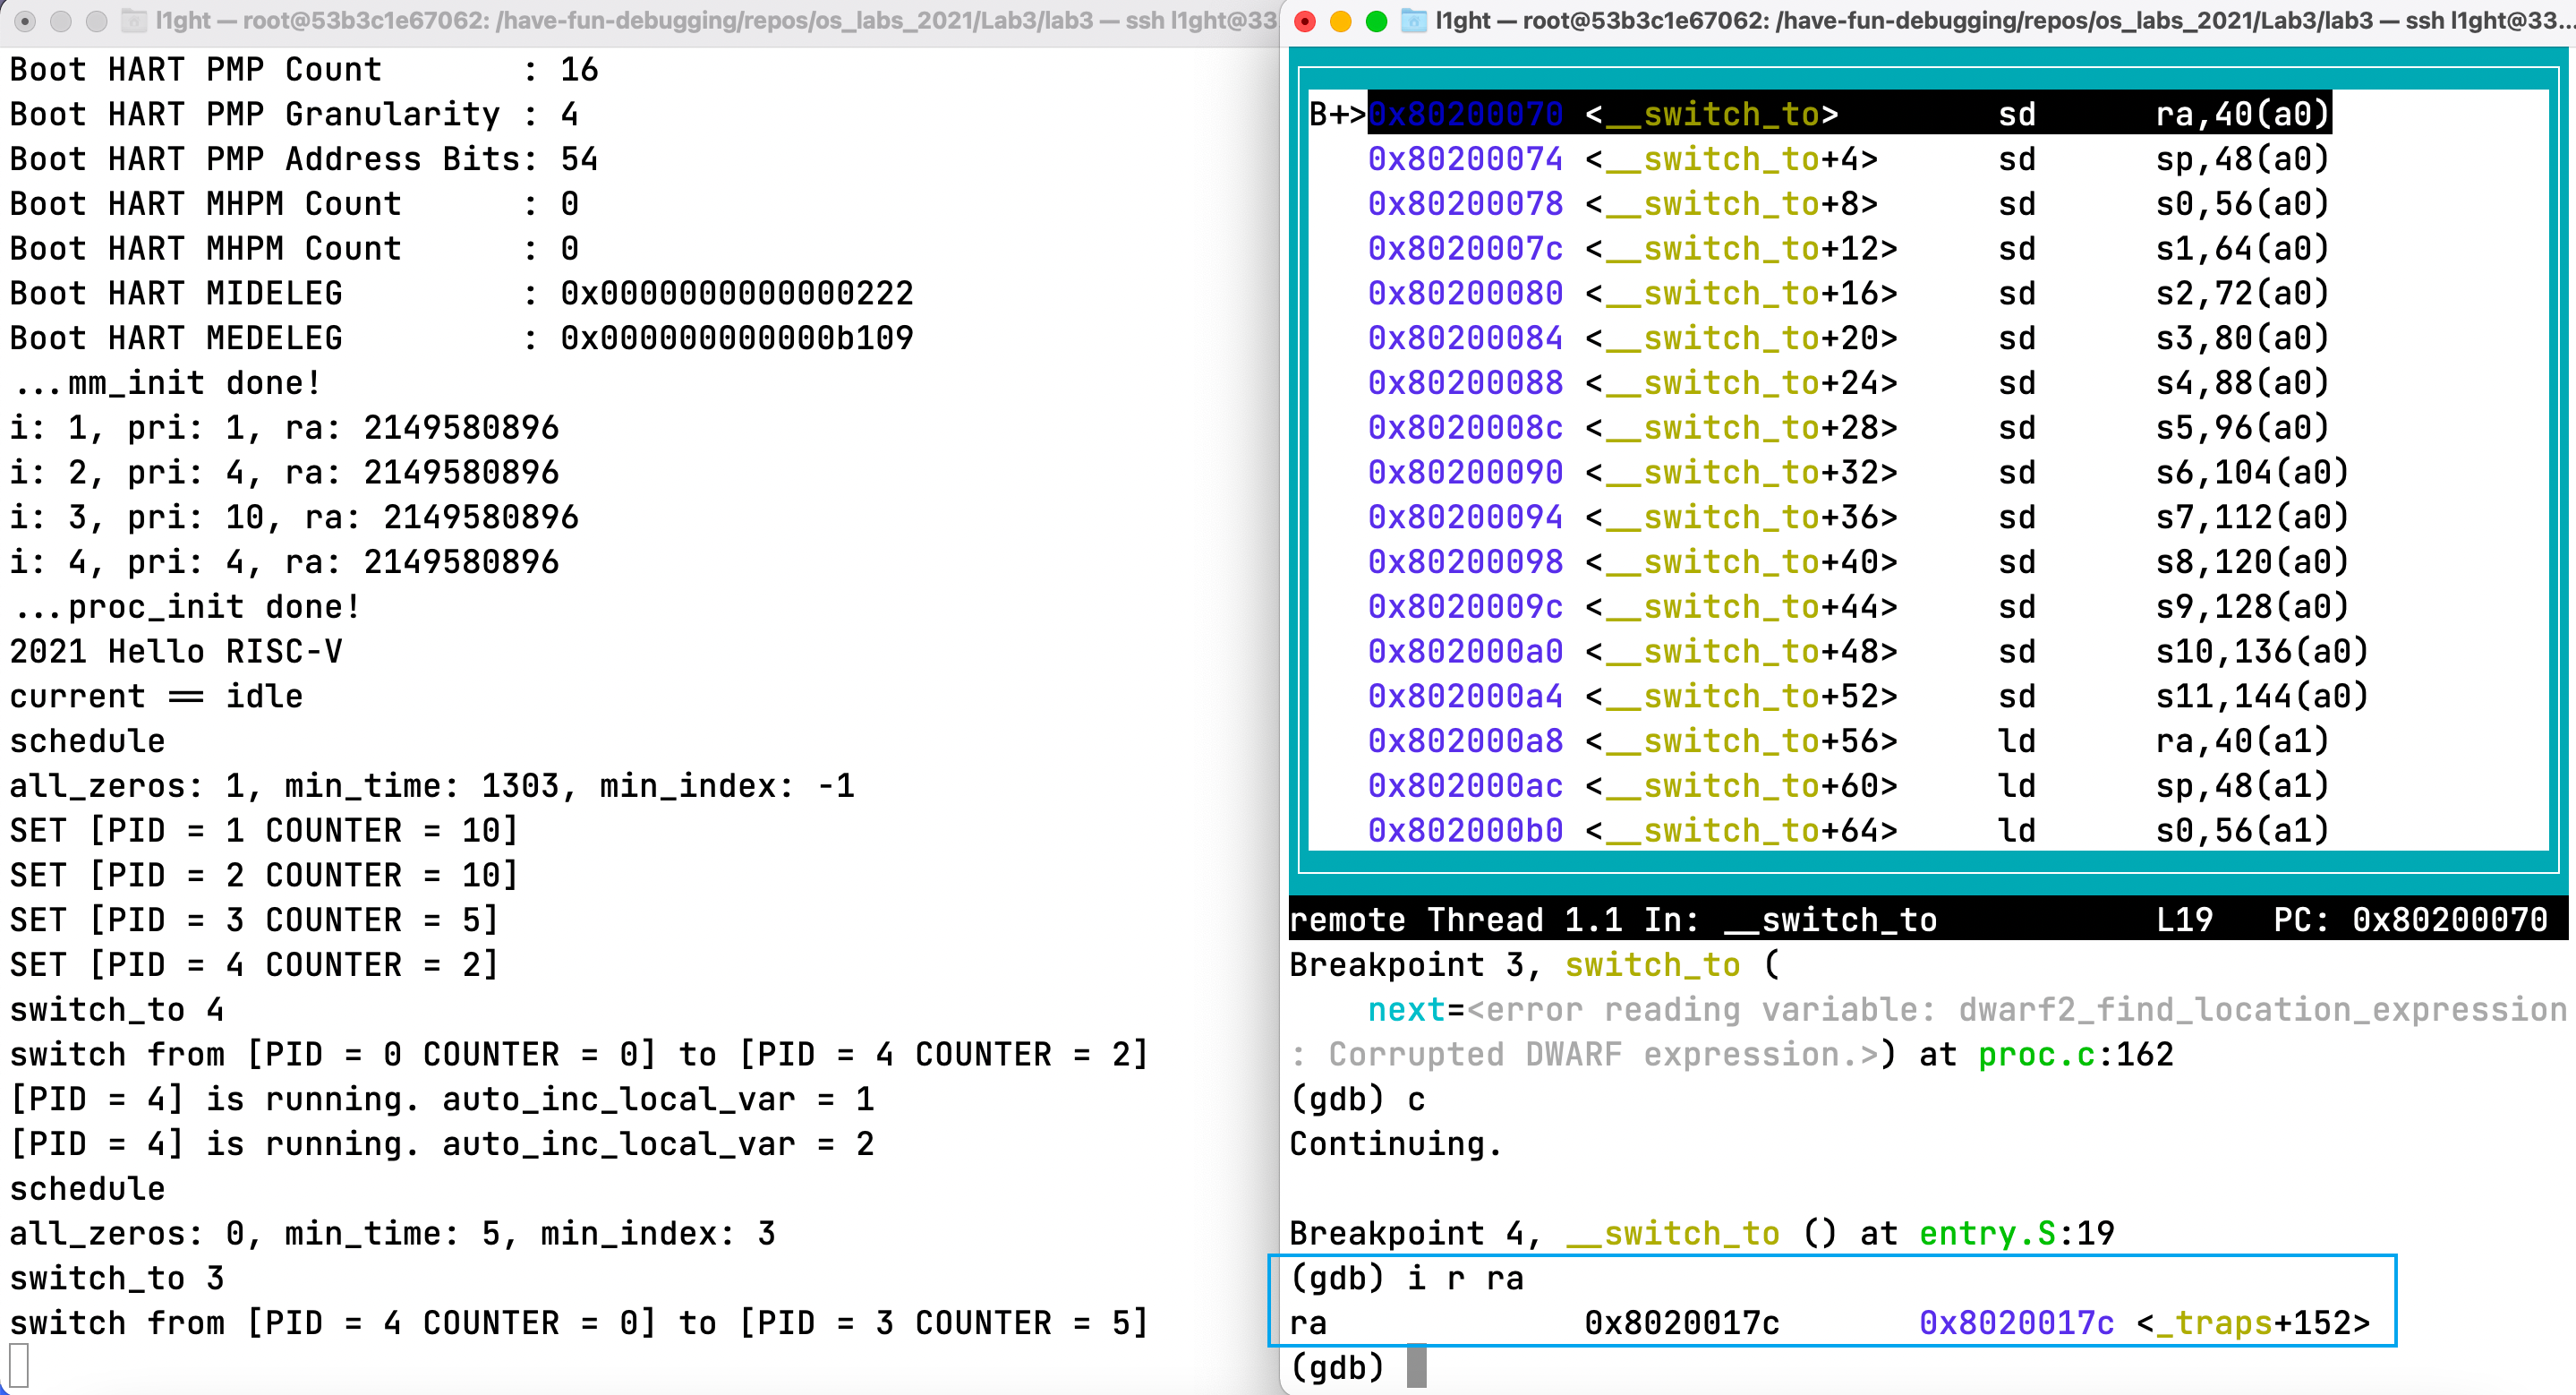 l1ght — root@53b3c1e67062: /have-fun-debugging/repos/os_labs_2021/Lab3/lab3 — ssh l1ght@33
Boot HART PMP Count       : 16
Boot HART PMP Granularity : 4
Boot HART PMP Address Bits: 54
Boot HART MHPM Count      : 0
Boot HART MHPM Count      : 0
Boot HART MIDELEG         : 0x0000000000000222
Boot HART MEDELEG         : 0x000000000000b109
...mm_init done!
i: 1, pri: 1, ra: 2149580896
i: 2, pri: 4, ra: 2149580896
i: 3, pri: 10, ra: 2149580896
i: 4, pri: 4, ra: 2149580896
...proc_init done!
2021 Hello RISC-V
current == idle
schedule
all_zeros: 1, min_time: 1303, min_index: -1
SET [PID = 1 COUNTER = 10]
SET [PID = 2 COUNTER = 10]
SET [PID = 3 COUNTER = 5]
SET [PID = 4 COUNTER = 2]
switch_to 4
switch from [PID = 0 COUNTER = 0] to [PID = 4 COUNTER = 2]
[PID = 4] is running. auto_inc_local_var = 1
[PID = 4] is running. auto_inc_local_var = 2
schedule
all_zeros: 0, min_time: 5, min_index: 3
switch_to 3
switch from [PID = 4 COUNTER = 0] to [PID = 3 COUNTER = 5]
l1ght — root@53b3c1e67062: /have-fun-debugging/repos/os_labs_2021/Lab3/lab3 — ssh l1ght@33...
B+>0x80200070 <__switch_to>        sd      ra,40(a0)
0x80200074 <__switch_to+4>      sd      sp,48(a0)
0x80200078 <__switch_to+8>      sd      s0,56(a0)
0x8020007c <__switch_to+12>     sd      s1,64(a0)
0x80200080 <__switch_to+16>     sd      s2,72(a0)
0x80200084 <__switch_to+20>     sd      s3,80(a0)
0x80200088 <__switch_to+24>     sd      s4,88(a0)
0x8020008c <__switch_to+28>     sd      s5,96(a0)
0x80200090 <__switch_to+32>     sd      s6,104(a0)
0x80200094 <__switch_to+36>     sd      s7,112(a0)
0x80200098 <__switch_to+40>     sd      s8,120(a0)
0x8020009c <__switch_to+44>     sd      s9,128(a0)
0x802000a0 <__switch_to+48>     sd      s10,136(a0)
0x802000a4 <__switch_to+52>     sd      s11,144(a0)
0x802000a8 <__switch_to+56>     ld      ra,40(a1)
0x802000ac <__switch_to+60>     ld      sp,48(a1)
0x802000b0 <__switch_to+64>     ld      s0,56(a1)
remote Thread 1.1 In: __switch_to           L19   PC: 0x80200070
Breakpoint 3, switch_to (
    next=<error reading variable: dwarf2_find_location_expression
: Corrupted DWARF expression.>) at proc.c:162
(gdb) c
Continuing.
Breakpoint 4, __switch_to () at entry.S:19
(gdb) i r ra
ra             0x8020017c       0x8020017c <_traps+152>
(gdb)